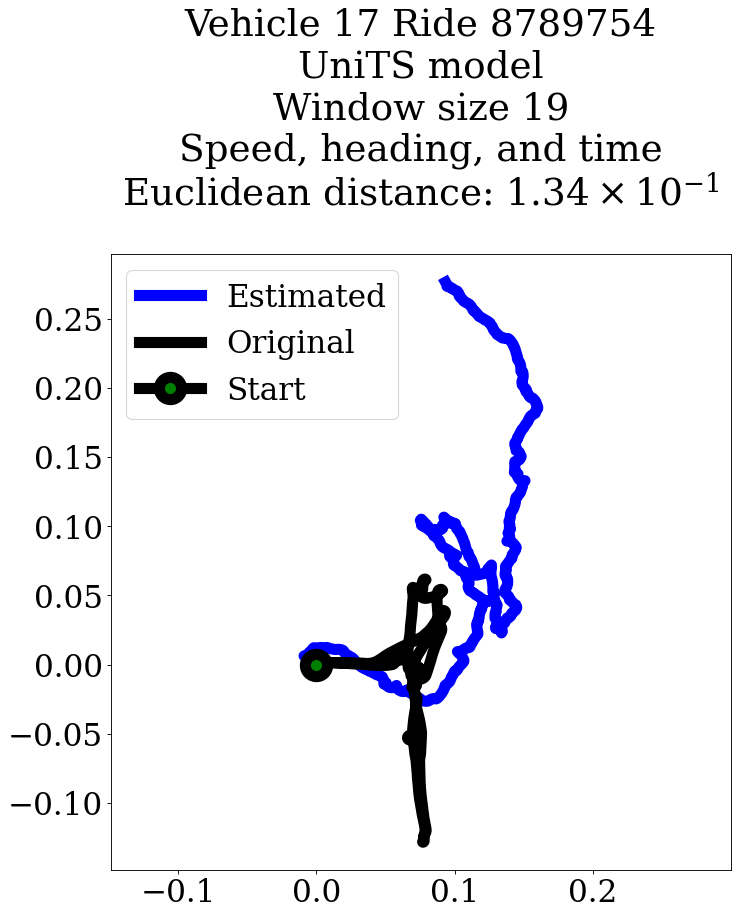 Vehicle 17 Ride 8789754
UniTS model
Window size 19
Speed, heading, and time
Euclidean distance: $1.34 \times 10^{-1}$
Estimated
Original
Start
0.25
0.20
0.15
0.10
0.05
0.00
−0.05
−0.10
−0.1 0.0 0.1 0.2